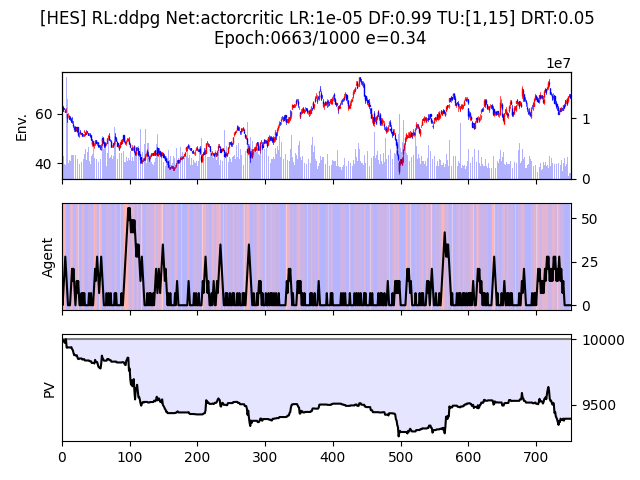 [HES] RL:ddpg Net:actorcritic LR:1e-05 DF:0.99 TU:[1,15] DRT:0.05
Epoch:0663/1000 e=0.34
1e7
Env.
60
40
1
0
Agent
50
25
0
PV
10000
9500
0 100 200 300 400 500 600 700